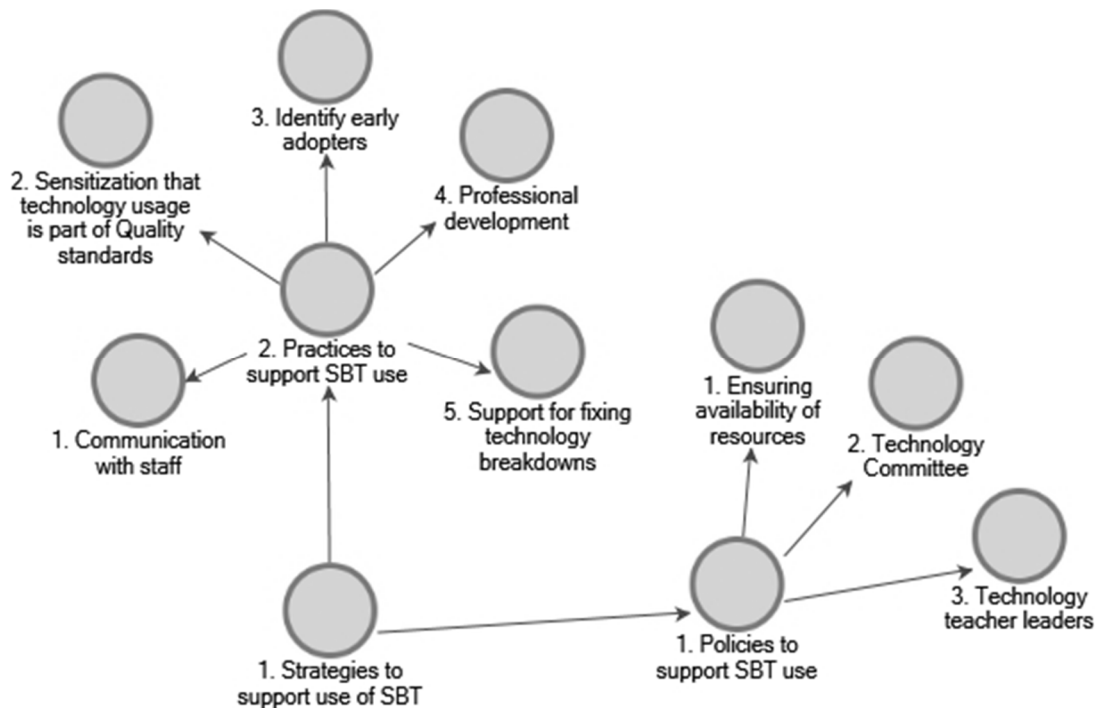 3. Identify early
adopters
2. Sensitization that
technology usage
is part of Quality
standards
4. Professional
development
2. Practices to
support SBT use
1. Communication
with staff
5. Support for fixing
technology
breakdowns
1. Ensuring
availability of
resources
2. Technology
Committee
3. Technology
teacher leaders
1. Policies to
support SBT use
1. Strategies to
support use of SBT